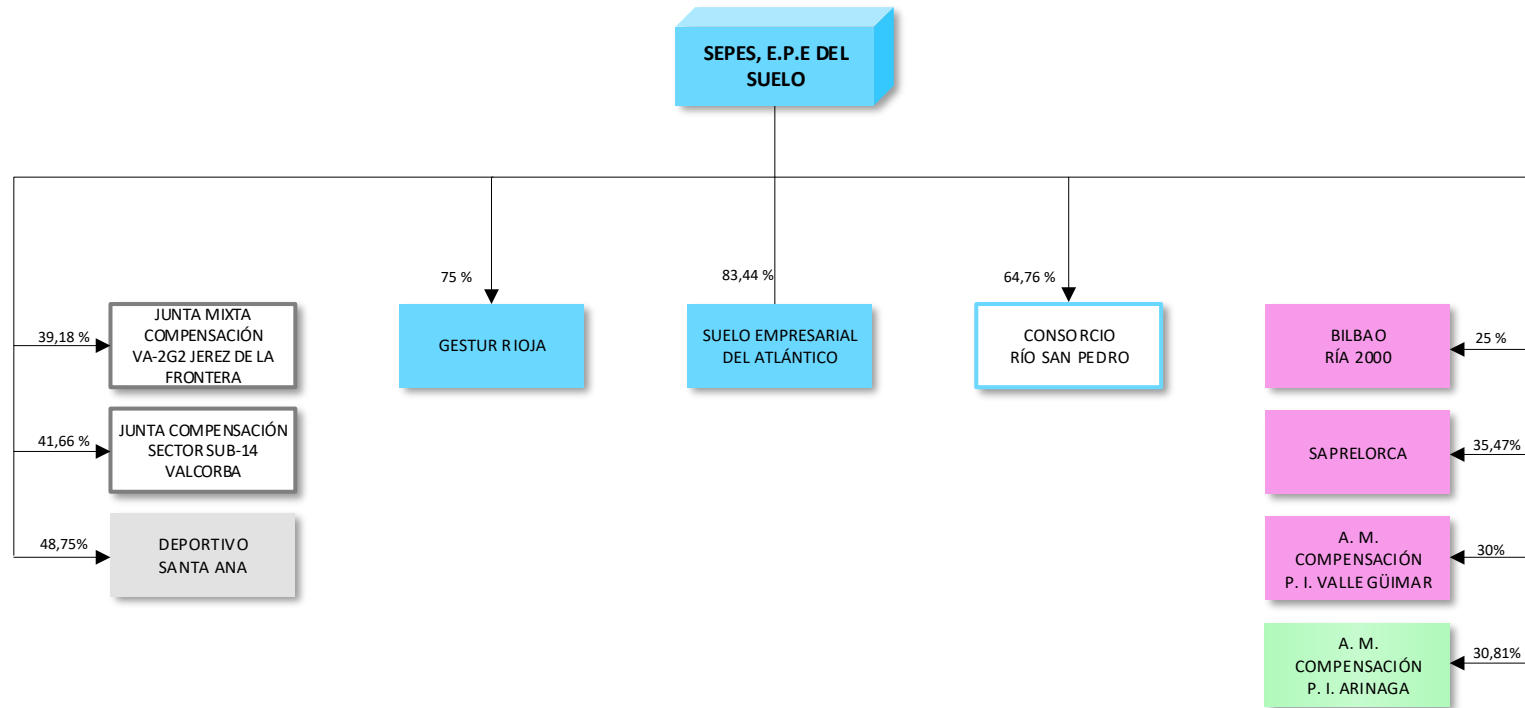 SEPES, E.P.E DEL
SUELO
39,18 %
JUNTA MIXTA
COMPENSACIÓN
VA-2G2 JEREZ DE LA
FRONTERA
41,66 %
JUNTA COMPENSACIÓN
SECTOR SUB-14
VALCORBA
48,75%
DEPORTIVO
SANTA ANA
75 %
GESTUR RIOJA
83,44 %
SUELO EMPRESARIAL
DEL ATLÁNTICO
64,76 %
CONSORCIO
RÍO SAN PEDRO
BILBAO
RÍA 2000
25 %
SAPRELORCA
35,47%
A. M.
COMPENSACIÓN
P. I. VALLE GÜIMAR
30%
A. M.
COMPENSACIÓN
P. I. ARINAGA
30,81%